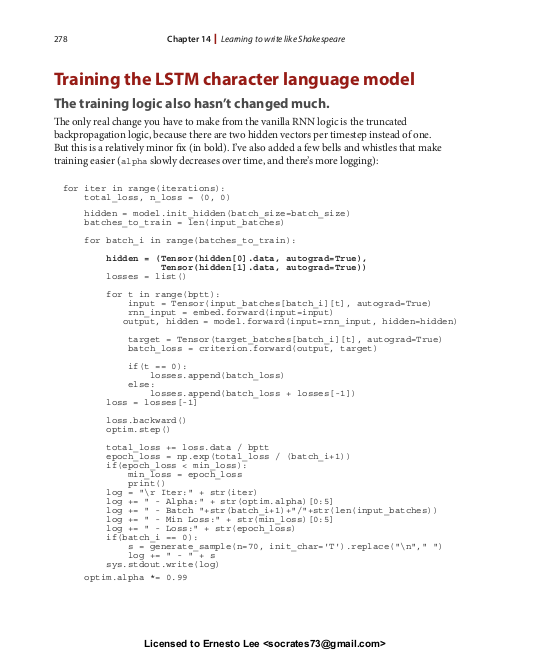 278
Chapter 14 | Learning to write like Shakespeare
Training the LSTM character language model
The training logic also hasn't changed much.
The only real change you have to make from the vanilla RNN logic is the truncated
backpropagation logic, because there are two hidden vectors per timestep instead of one.
But this is a relatively minor fix (in bold). I've also added a few bells and whistles that make
training easier (alpha slowly decreases over time, and there's more logging):
for iter in range(iterations):
    total_loss, n_loss = (0, 0)
    hidden = model.init_hidden(batch_size=batch_size)
    batches_to_train = len(input_batches)
    for batch_i in range(batches_to_train):
        hidden = (Tensor(hidden[0].data, autograd=True),
                  Tensor(hidden[1].data, autograd=True))
        losses = list()
        for t in range(bptt):
            input = Tensor(input_batches[batch_i][t], autograd=True)
            rnn_input = embed.forward(input=input)
           output, hidden = model.forward(input=rnn_input, hidden=hidden)
            target = Tensor(target_batches[batch_i][t], autograd=True)
            batch_loss = criterion.forward(output, target)
            if(t == 0):
                losses.append(batch_loss)
            else:
                losses.append(batch_loss + losses[-1])
        loss = losses[-1]
        loss.backward()
        optim.step()
        total_loss += loss.data / bptt
        epoch_loss = np.exp(total_loss / (batch_i+1))
        if(epoch_loss < min_loss):
            min_loss = epoch_loss
            print()
        log = "\r Iter:" + str(iter)
        log += " - Alpha:" + str(optim.alpha)[0:5]
        log += " - Batch "+str(batch_i+1)+"/"+str(len(input_batches))
        log += " - Min Loss:" + str(min_loss)[0:5]
        log += " - Loss:" + str(epoch_loss)
        if(batch_i == 0):
            s = generate_sample(n=70, init_char='T').replace("\n"," ")
            log += " - " + s
        sys.stdout.write(log)
    optim.alpha *= 0.99
Licensed to Ernesto Lee <socrates73@gmail.com>